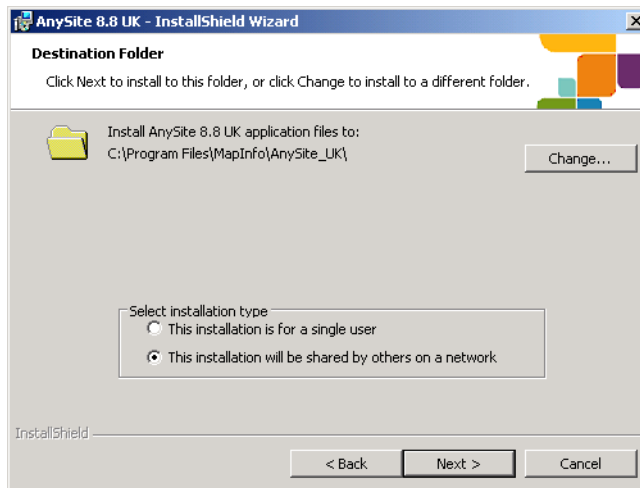 AnySite 8.8 UK - InstallShield Wizard
Destination Folder
Click Next to install to this folder, or click Change to install to a different folder.
Install AnySite 8.8 UK application files to:
C:\Program Files\MapInfo\AnySite_UK\
Change...
Select installation type
This installation is for a single user
This installation will be shared by others on a network
InstallShield
< Back Next > Cancel